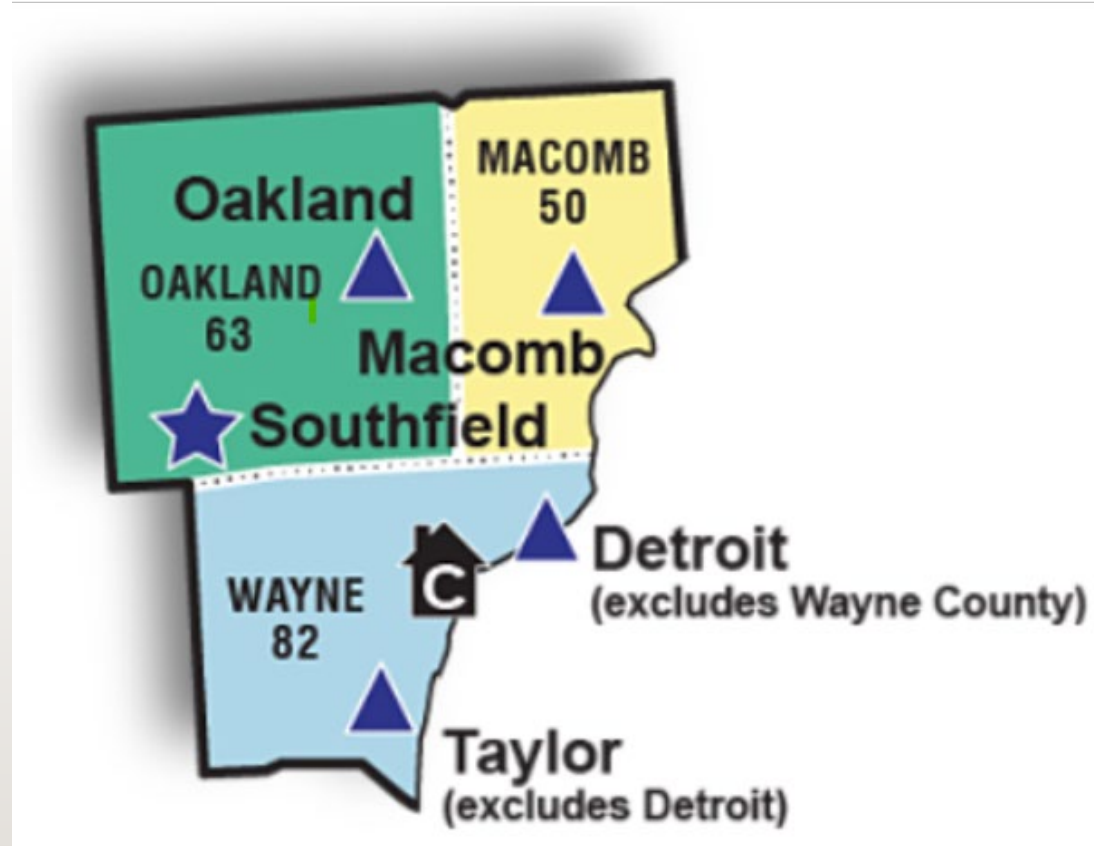 Oakland
MACOMB
50
OAKLAND
63
Macomb
Southfield
Detroit
(excludes Wayne County)
C
WAYNE
82
Taylor
(excludes Detroit)